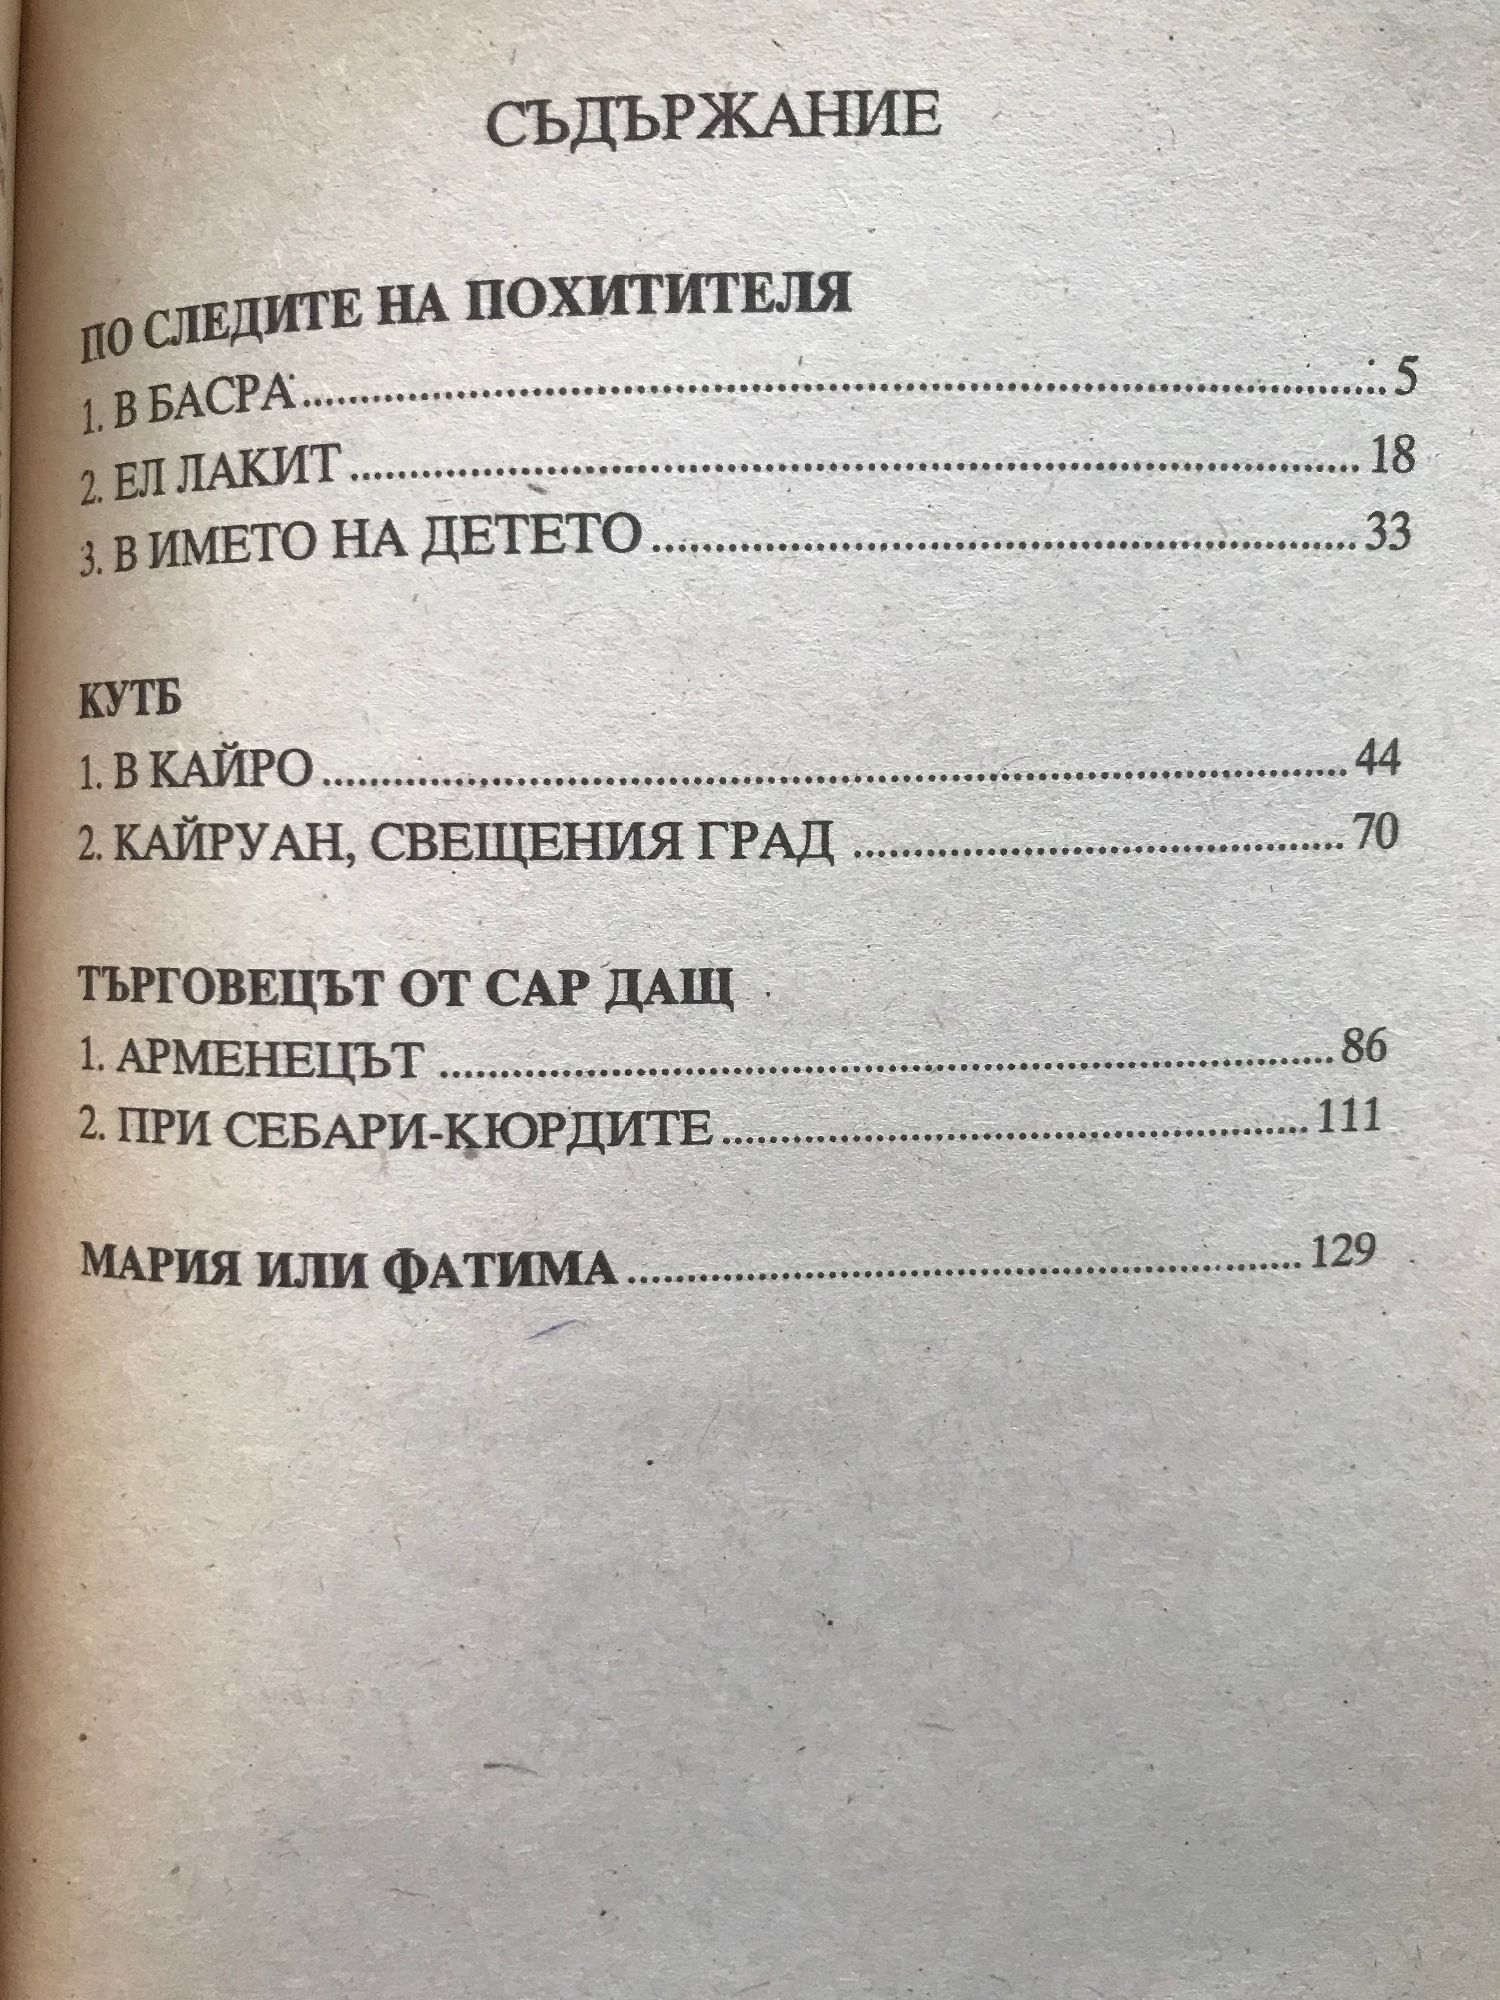 СЪДЪРЖАНИЕ
ПО СЛЕДИТЕ НА ПОХИТИТЕЛЯ
1. В БАСРА........................................5
2. ЕЛ ЛАКИТ........................................18
3. В ИМЕТО НА ДЕТЕТО........................................33
КУТБ
1. В КАЙРО........................................44
2. КАЙРУАН, СВЕЩЕНИЯ ГРАД ........................................70
ТЪРГОВЕЦЪТ ОТ САР ДАЩ
1. АРМЕНЕЦЪТ ........................................86
2. ПРИ СЕБАРИ-КЮРДИТЕ........................................111
МАРИЯ ИЛИ ФАТИМА........................................129